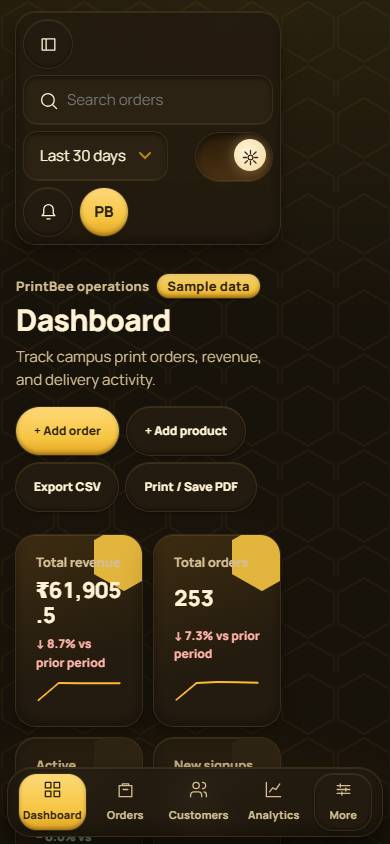 Search orders
Last 30 days
PB
PrintBee operations Sample data
Dashboard
Track campus print orders, revenue,
and delivery activity.
+ Add order + Add product
Export CSV Print / Save PDF
Total revenue
₹61,905
.5
↓ 8.7% vs
prior period
Total orders
253
↓ 7.3% vs prior
period
Active
New signups
Dashboard Orders Customers Analytics More